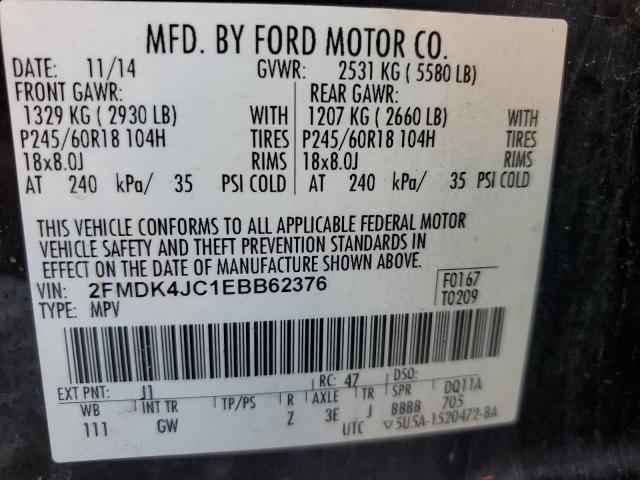 MFD. BY FORD MOTOR CO.
DATE: 11/14 GVWR: 2531 KG ( 5580 LB)
FRONT GAWR: REAR GAWR:
1329 KG ( 2930 LB) WITH 1207 KG ( 2660 LB) WITH
P245/60R18 104H TIRES P245/60R18 104H TIRES
18x8.0J RIMS 18x8.0J RIMS
AT 240 kPa/ 35 PSI COLD AT 240 kPa/ 35 PSI COLD
THIS VEHICLE CONFORMS TO ALL APPLICABLE FEDERAL MOTOR
VEHICLE SAFETY AND THEFT PREVENTION STANDARDS IN
EFFECT ON THE DATE OF MANUFACTURE SHOWN ABOVE.
VIN: 2FMDK4JC1EBB62376 F0167
TYPE: MPV T0209
EXT PNT: J1 RC: 47 DSO:
WB INT TR TP/PS R AXLE TR SPR DQ11A
111 GW Z 3E J BBBB 705
UTC ▽5U5A-1520472-BA